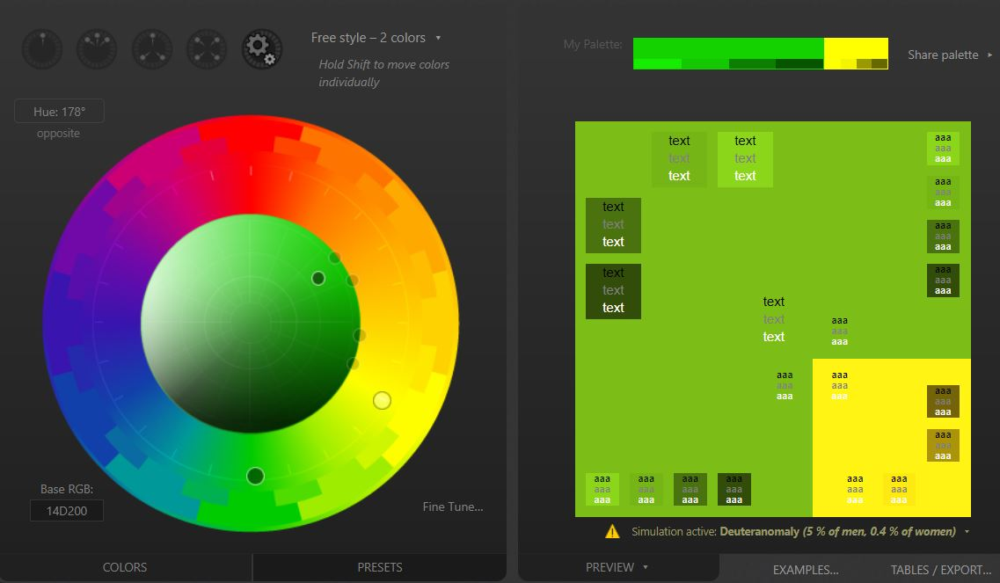 Free style – 2 colors
Hold Shift to move colors
individually
Hue: 178°
opposite
Base RGB:
14D200
Fine Tune...
COLORS
PRESETS
My Palette:
Share palette
text text aaa
text text aaa
text text aaa
aaa
aaa
aaa
text
text
text
aaa
aaa
aaa
text
text
text
aaa
aaa
aaa
text
text
text
aaa
aaa
aaa
aaa aaa
aaa aaa
aaa aaa
aaa
aaa
aaa
aaa
aaa
aaa
aaa aaa aaa aaa aaa aaa
aaa aaa aaa aaa aaa aaa
aaa aaa aaa aaa aaa aaa
Simulation active: Deuteranomaly (5 % of men, 0.4 % of women)
PREVIEW
EXAMPLES...
TABLES / EXPORT...